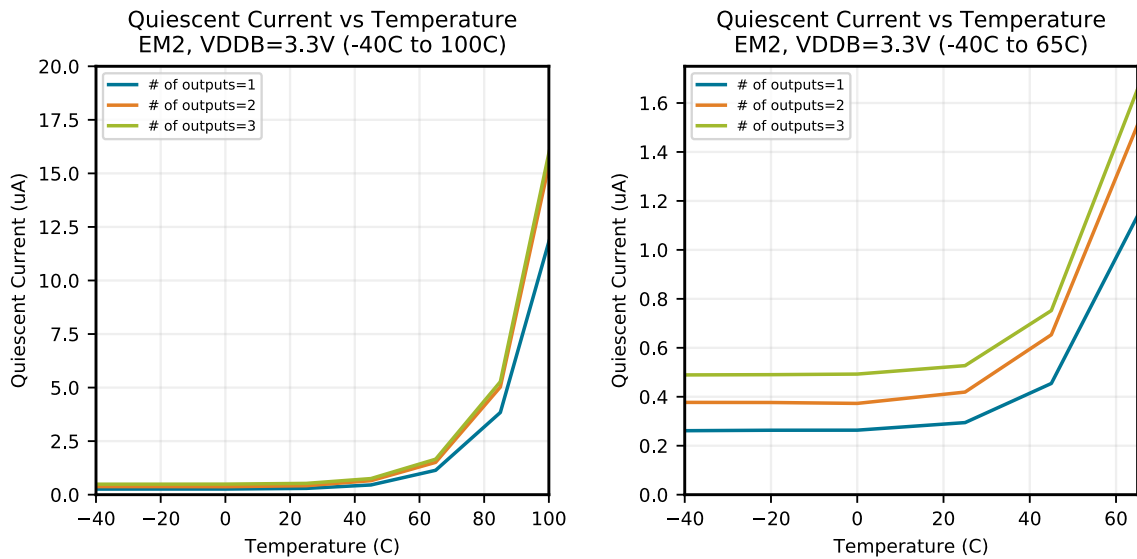 Quiescent Current vs Temperature
EM2, VDDB=3.3V (-40C to 100C)
20.0
17.5
15.0
12.5
10.0
7.5
5.0
2.5
0.0
Quiescent Current (uA)
# of outputs=1
# of outputs=2
# of outputs=3
−40 −20 0 20 40 60 80 100
Temperature (C)
Quiescent Current vs Temperature
EM2, VDDB=3.3V (-40C to 65C)
1.6
1.4
1.2
1.0
0.8
0.6
0.4
0.2
0.0
Quiescent Current (uA)
# of outputs=1
# of outputs=2
# of outputs=3
−40 −20 0 20 40 60
Temperature (C)